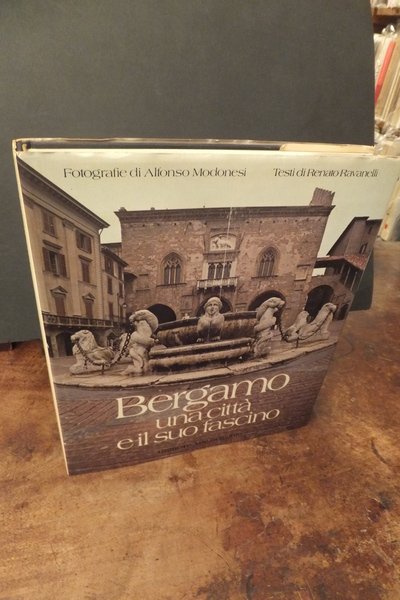 Fotografie di Alfonso Modonesi
Testi di Renato Ravanelli
Bergamo
una città
e il suo fascino